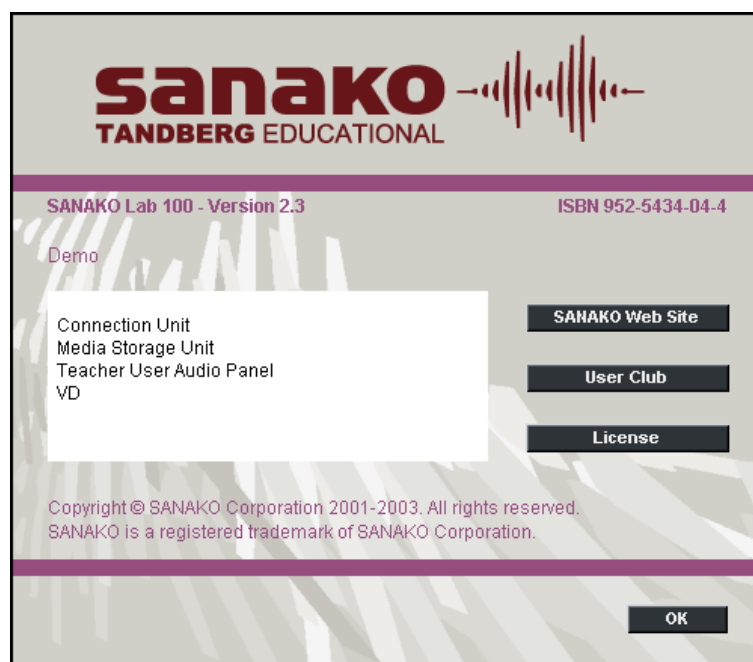 sanako
TANDBERG EDUCATIONAL
SANAKO Lab 100 - Version 2.3
ISBN 952-5434-04-4
Demo
Connection Unit
Media Storage Unit
Teacher User Audio Panel
VD
SANAKO Web Site
User Club
License
Copyright © SANAKO Corporation 2001-2003. All rights reserved.
SANAKO is a registered trademark of SANAKO Corporation.
OK